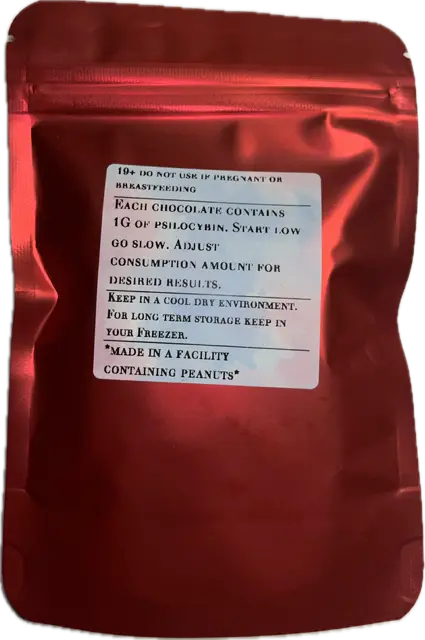 19+ DO NOT USE IF PREGNANT OR
BREASTFEEDING
EACH CHOCOLATE CONTAINS
1G OF PSILOCYBIN. START LOW
GO SLOW. ADJUST
CONSUMPTION AMOUNT FOR
DESIRED RESULTS.
KEEP IN A COOL DRY ENVIRONMENT.
FOR LONG TERM STORAGE KEEP IN
YOUR FREEZER.
*MADE IN A FACILITY
CONTAINING PEANUTS*